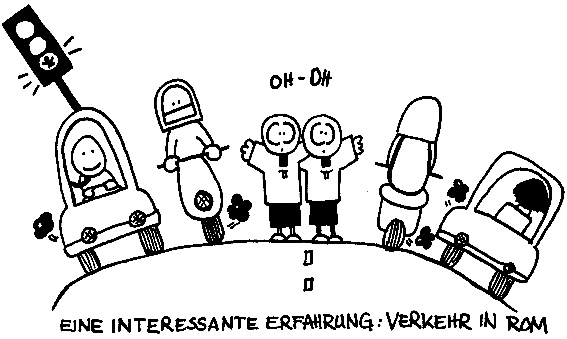 OH-OH
EINE INTERESSANTE ERFAHRUNG: VERKEHR IN ROM